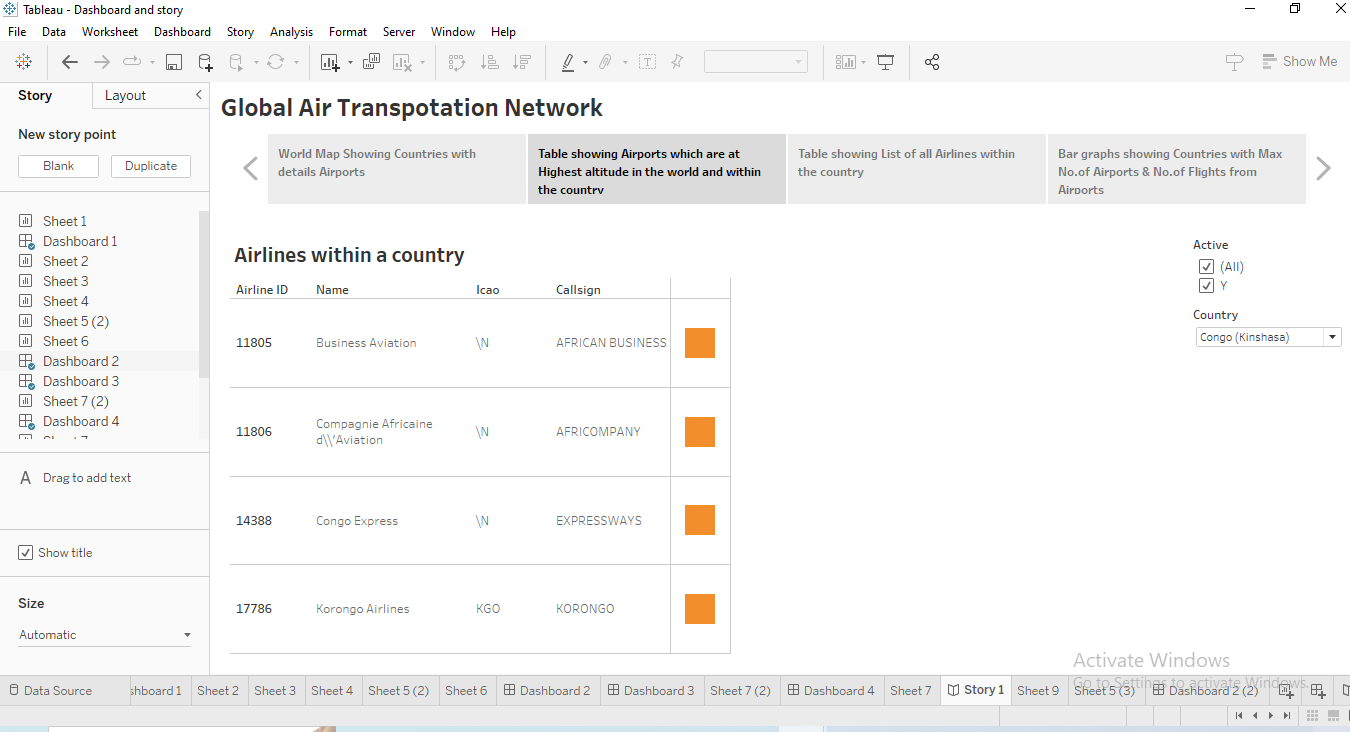 Tableau - Dashboard and story
File Data Worksheet Dashboard Story Analysis Format Server Window Help
Show Me
Story Layout
New story point
Blank Duplicate
Sheet 1
Dashboard 1
Sheet 2
Sheet 3
Sheet 4
Sheet 5 (2)
Sheet 6
Dashboard 2
Dashboard 3
Sheet 7 (2)
Dashboard 4
A Drag to add text
Show title
Size
Automatic
Global Air Transpotation Network
World Map Showing Countries with
details Airports
Table showing Airports which are at
Highest altitude in the world and within
the country
Table showing List of all Airlines within
the country
Bar graphs showing Countries with Max
No.of Airports & No.of Flights from
Airports
Airlines within a country
Airline ID Name Icao Callsign
11805 Business Aviation \N AFRICAN BUSINESS
11806 Compagnie Africaine
d\\'Aviation \N AFRICOMPANY
14388 Congo Express \N EXPRESSWAYS
17786 Korongo Airlines KGO KORONGO
Active
(All)
Y
Country
Congo (Kinshasa)
Activate Windows
Go to Settings to activate Windows.
Data Source shboard 1 Sheet 2 Sheet 3 Sheet 4 Sheet 5 (2) Sheet 6 Dashboard 2 Dashboard 3 Sheet 7 (2) Dashboard 4 Sheet 7 Story 1 Sheet 9 Sheet 5 (3) Dashboard 2 (2)